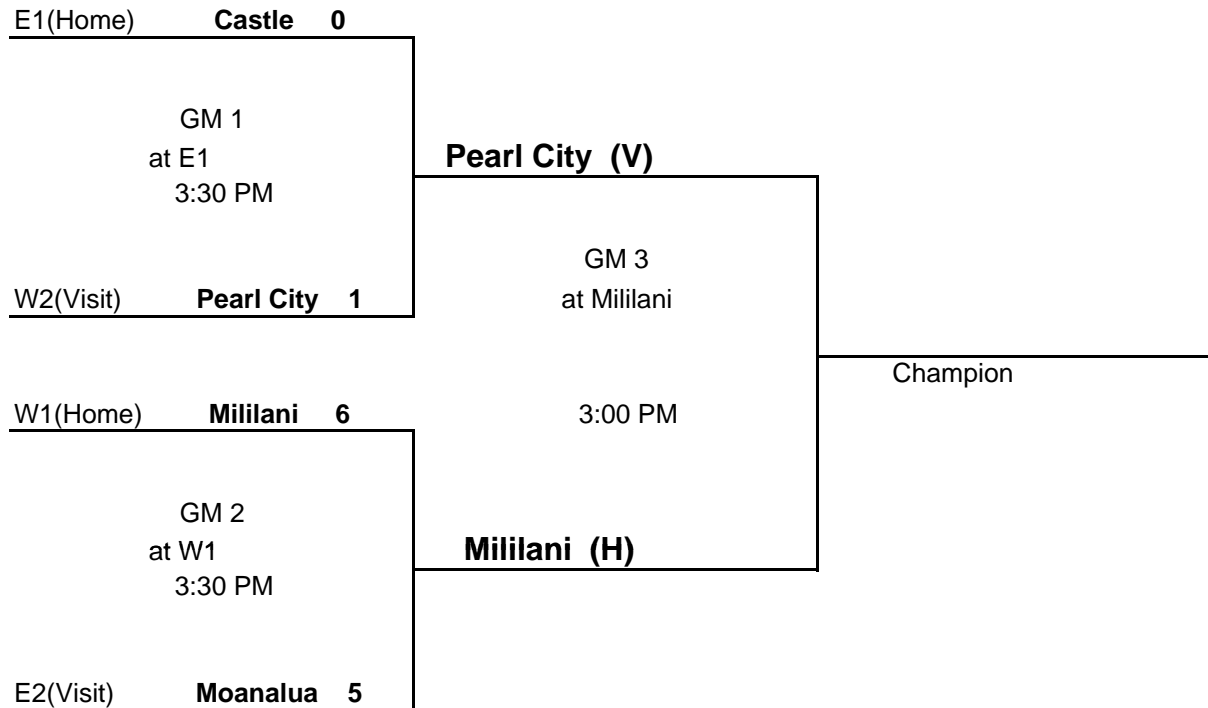 E1(Home) Castle 0
GM 1
at E1
3:30 PM
Pearl City (V)
W2(Visit) Pearl City 1
GM 3
at Mililani
3:00 PM
Champion
W1(Home) Mililani 6
GM 2
at W1
3:30 PM
Mililani (H)
E2(Visit) Moanalua 5